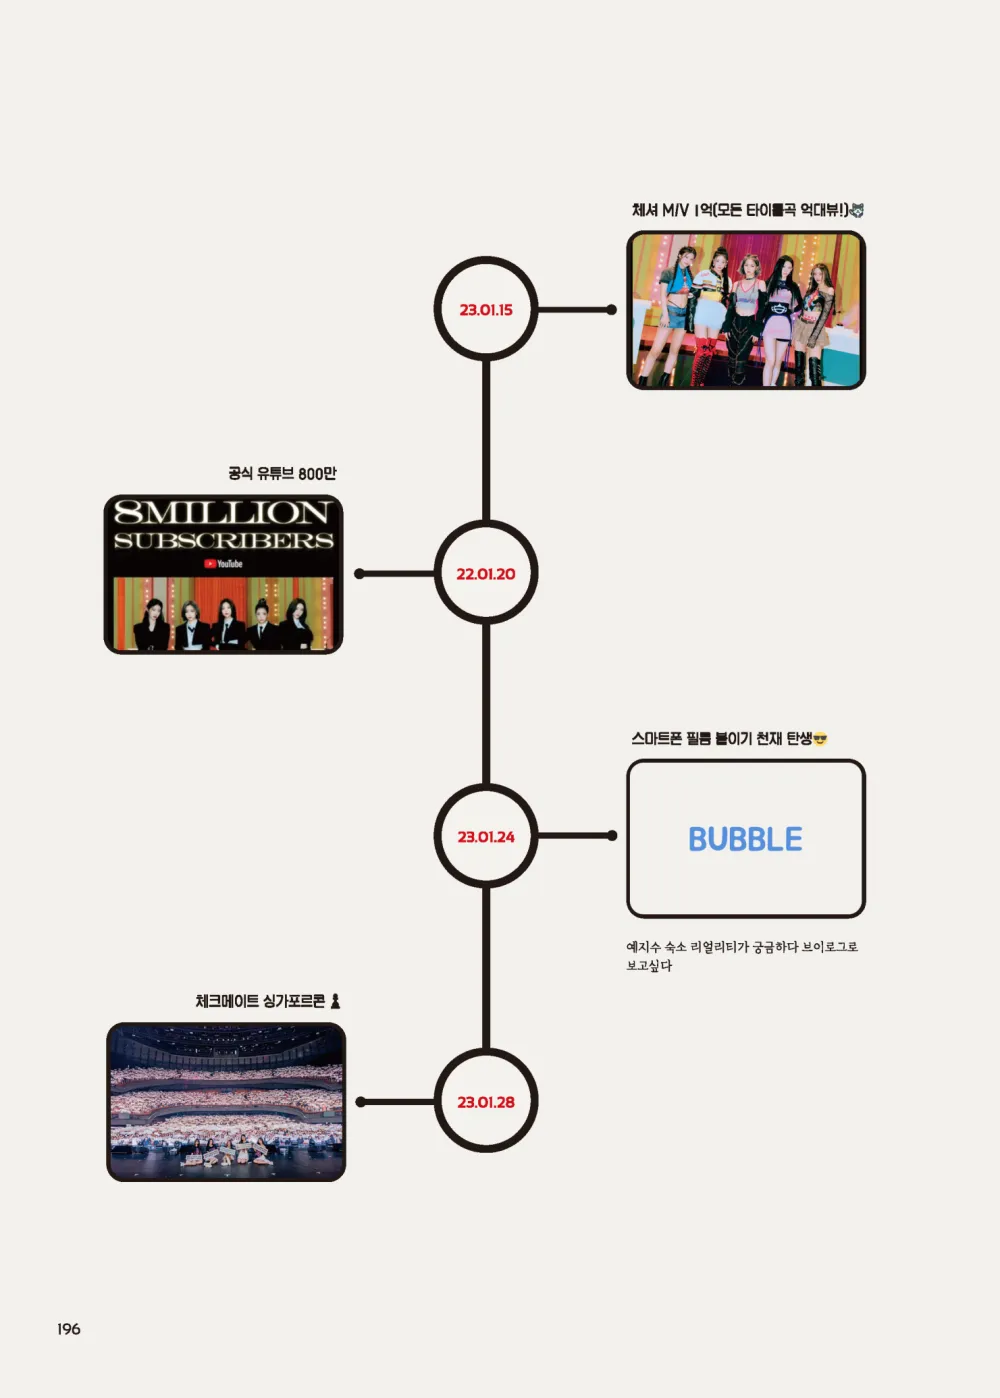 체셔 M/V 1억(모든 타이틀곡 억대뷰!)
23.01.15
공식 유튜브 800만
8MILLION
SUBSCRIBERS
YouTube
22.01.20
스마트폰 필름 붙이기 천재 탄생😎
23.01.24
BUBBLE
예지수 숙소 리얼리티가 궁금하다 브이로그로
보고싶다
체크메이트 싱가포르콘
23.01.28
196